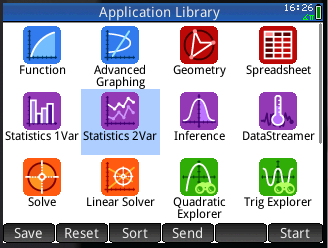 Application Library
16:26
Function
Advanced
Graphing
Geometry
Spreadsheet
Statistics 1Var
Statistics 2Var
Inference
DataStreamer
Solve
Linear Solver
Quadratic
Explorer
Trig Explorer
Save
Reset
Sort
Send
Start